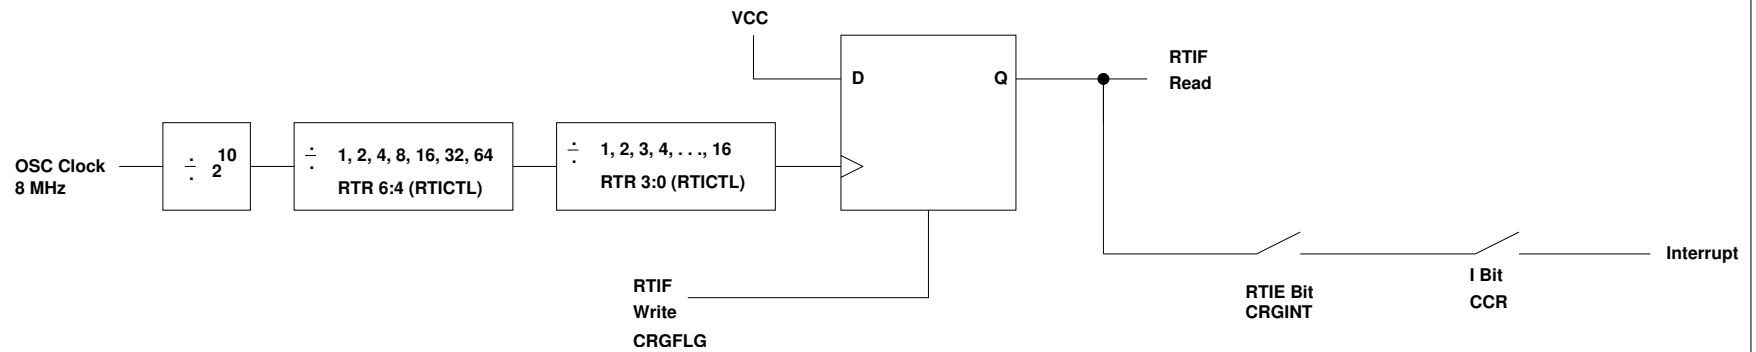 VCC
D
Q
RTIF
Read
OSC Clock
8 MHz
÷ 2^10
÷ 1, 2, 4, 8, 16, 32, 64
RTR 6:4 (RTICTL)
÷ 1, 2, 3, 4, . . ., 16
RTR 3:0 (RTICTL)
RTIF
Write
CRGFLG
RTIE Bit
CRGINT
I Bit
CCR
Interrupt